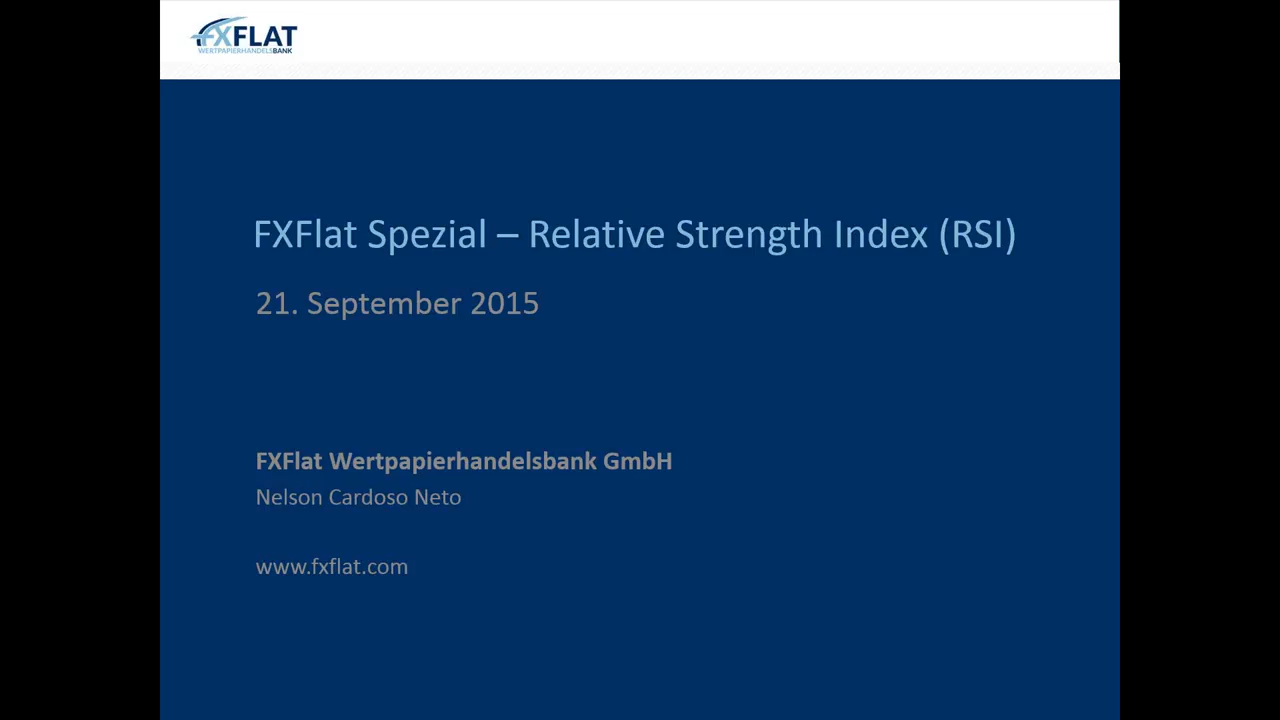 FXFLAT
WERTPAPIERHANDELSBANK
FXFlat Spezial – Relative Strength Index (RSI)
21. September 2015
FXFlat Wertpapierhandelsbank GmbH
Nelson Cardoso Neto
www.fxflat.com